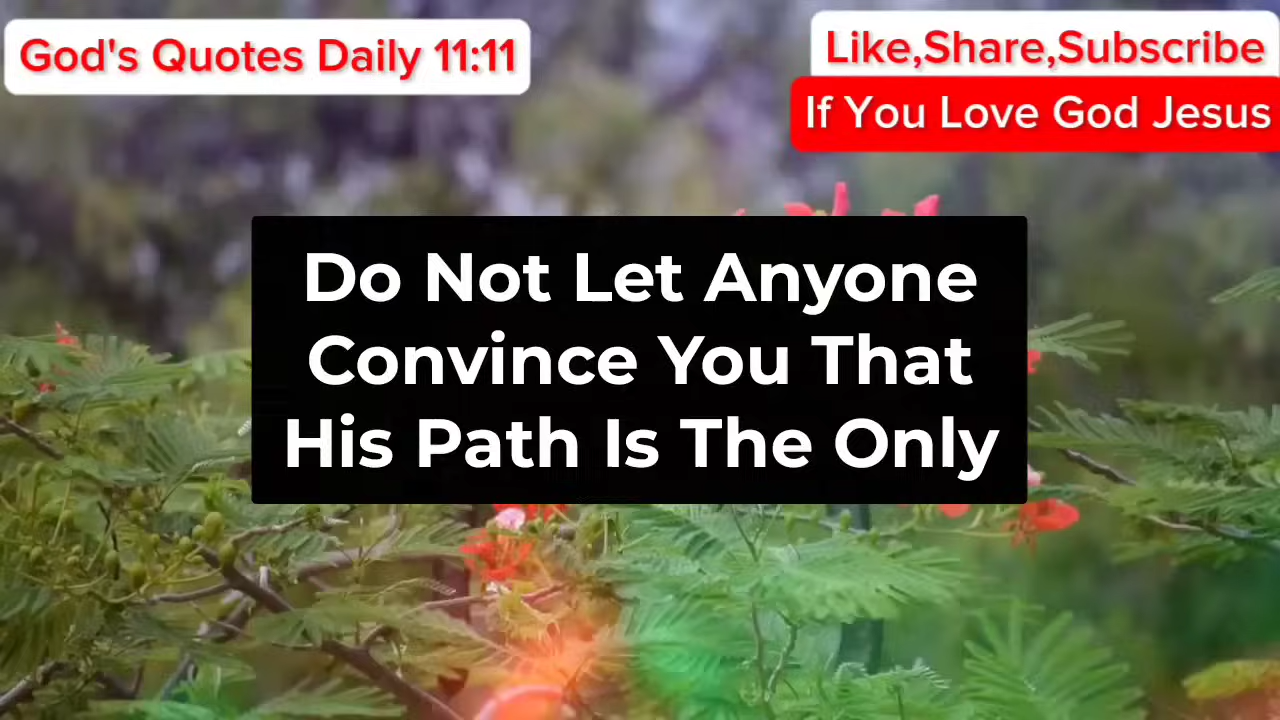 God's Quotes Daily 11:11
Like,Share,Subscribe
If You Love God Jesus
Do Not Let Anyone
Convince You That
His Path Is The Only